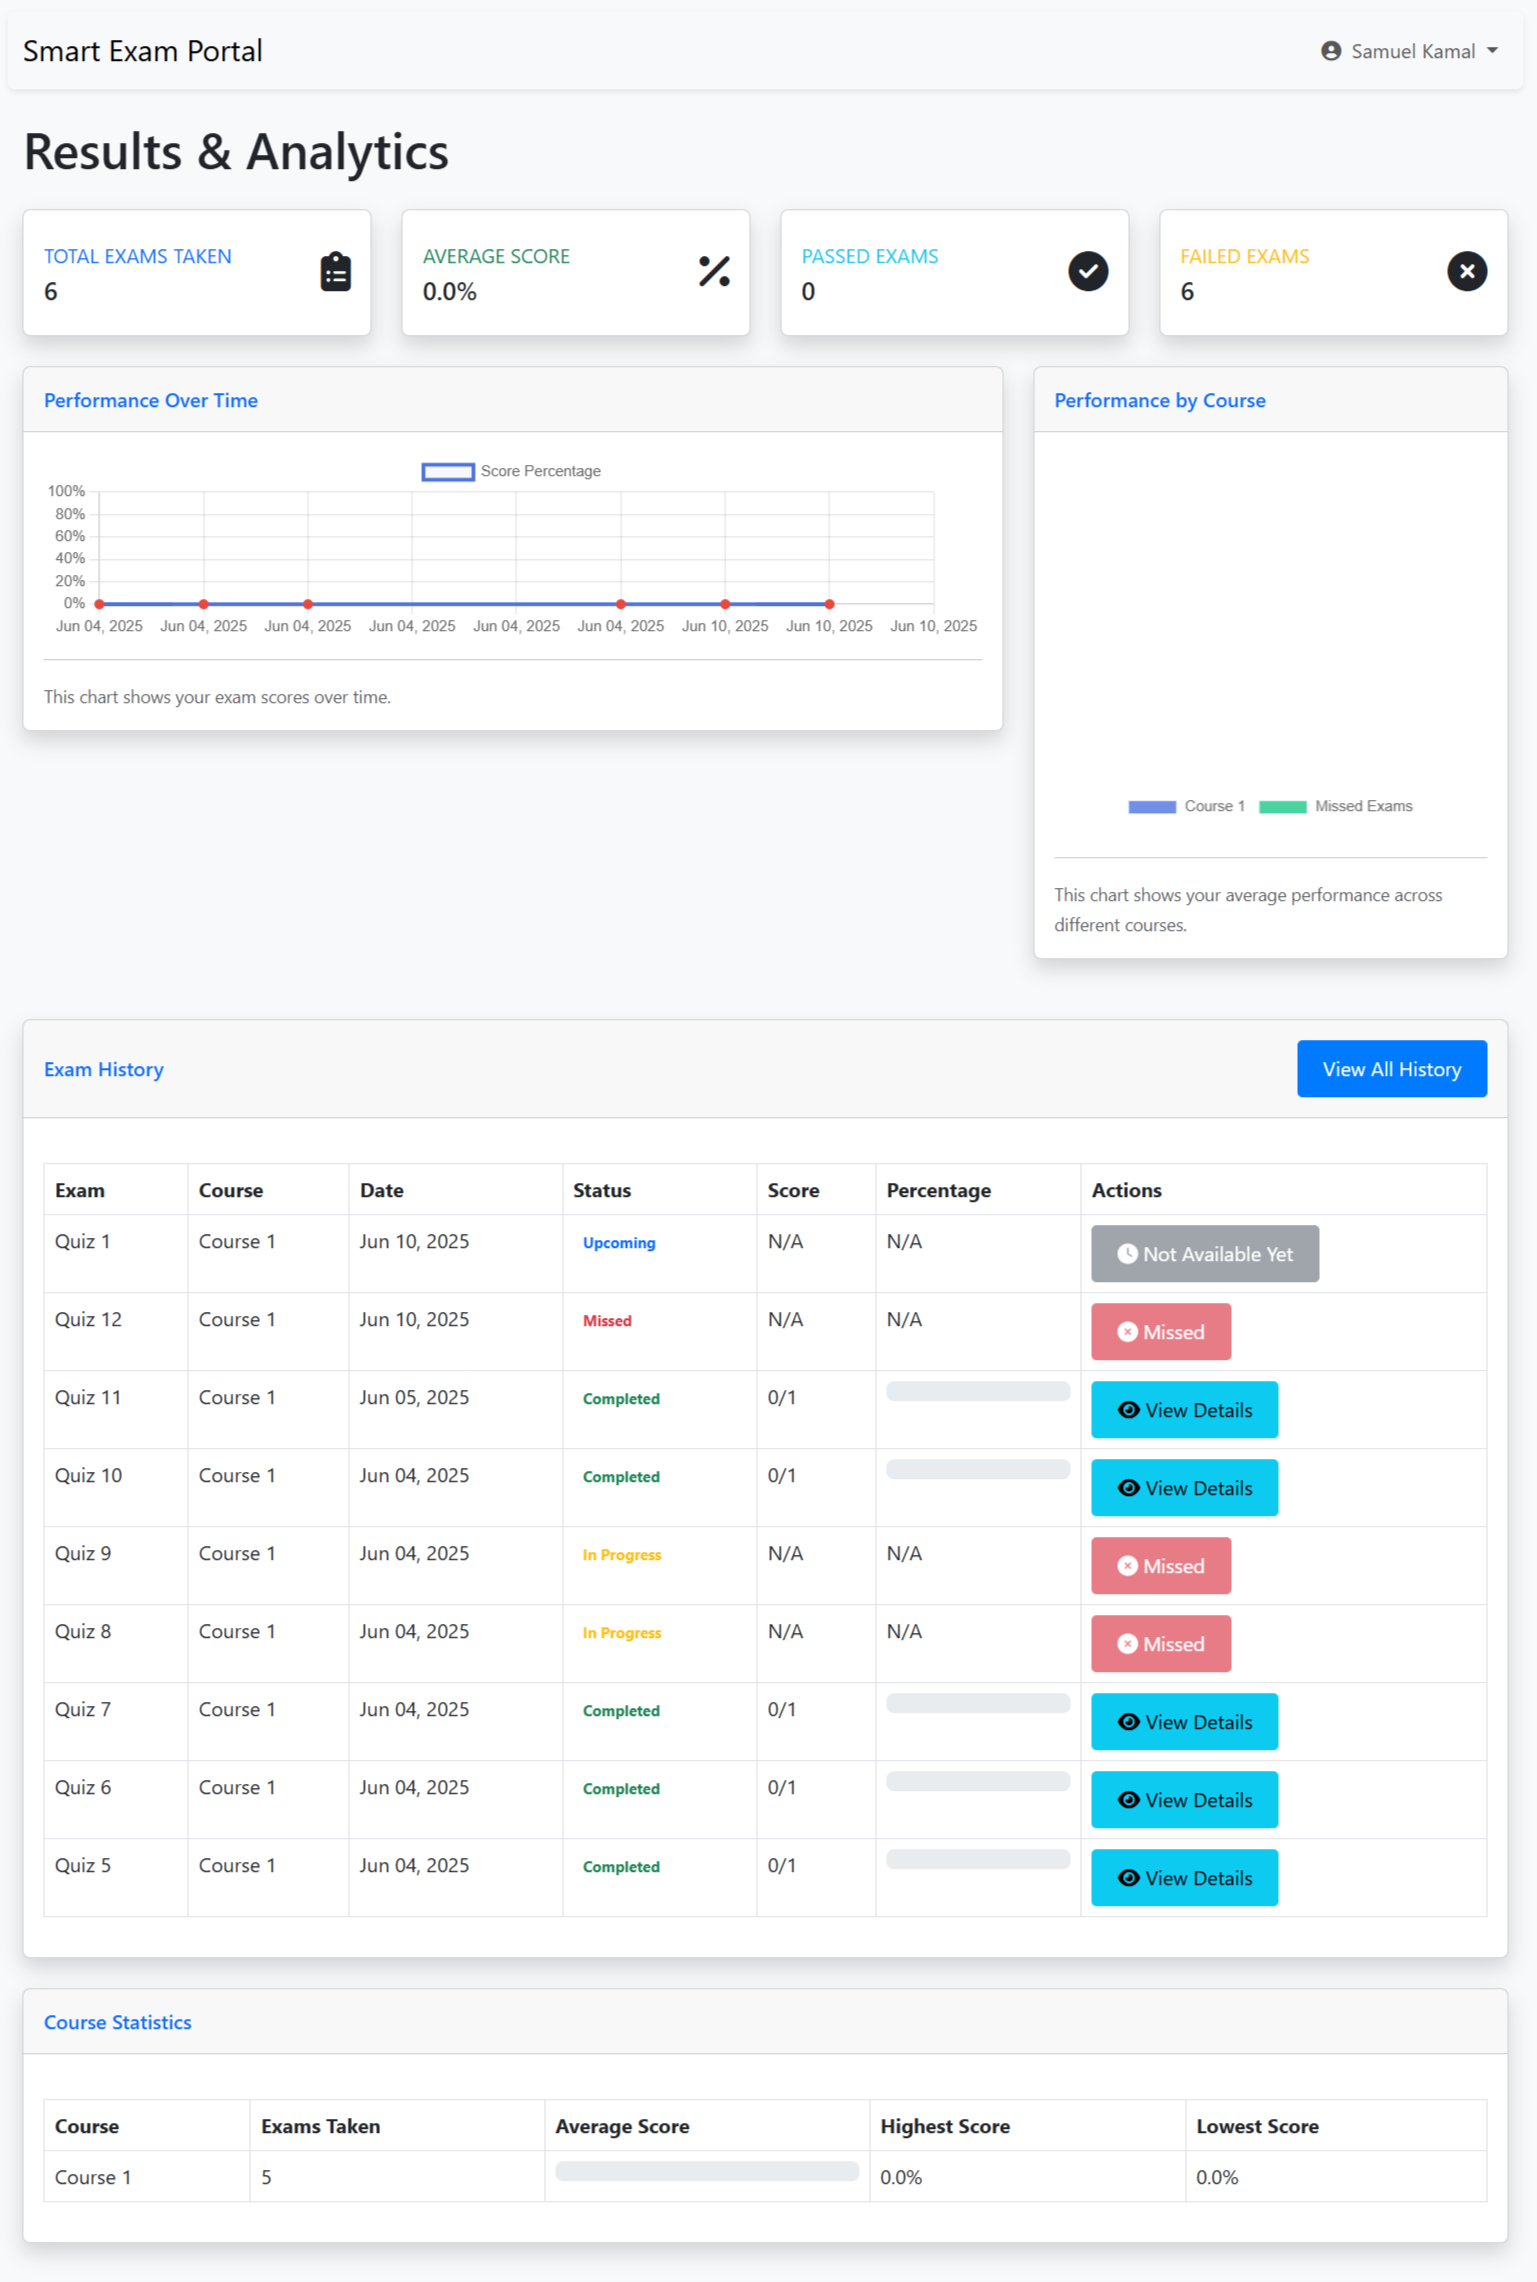 Smart Exam Portal
Samuel Kamal
Results & Analytics
TOTAL EXAMS TAKEN
6
AVERAGE SCORE
0.0%
PASSED EXAMS
0
FAILED EXAMS
6
Performance Over Time
Score Percentage
100%
80%
60%
40%
20%
0%
Jun 04, 2025 Jun 04, 2025 Jun 04, 2025 Jun 04, 2025 Jun 04, 2025 Jun 04, 2025 Jun 10, 2025 Jun 10, 2025 Jun 10, 2025
This chart shows your exam scores over time.
Performance by Course
Course 1 Missed Exams
This chart shows your average performance across
different courses.
Exam History
View All History
Exam Course Date Status Score Percentage Actions
Quiz 1 Course 1 Jun 10, 2025 Upcoming N/A N/A Not Available Yet
Quiz 12 Course 1 Jun 10, 2025 Missed N/A N/A Missed
Quiz 11 Course 1 Jun 05, 2025 Completed 0/1 View Details
Quiz 10 Course 1 Jun 04, 2025 Completed 0/1 View Details
Quiz 9 Course 1 Jun 04, 2025 In Progress N/A N/A Missed
Quiz 8 Course 1 Jun 04, 2025 In Progress N/A N/A Missed
Quiz 7 Course 1 Jun 04, 2025 Completed 0/1 View Details
Quiz 6 Course 1 Jun 04, 2025 Completed 0/1 View Details
Quiz 5 Course 1 Jun 04, 2025 Completed 0/1 View Details
Course Statistics
Course Exams Taken Average Score Highest Score Lowest Score
Course 1 5 0.0% 0.0%